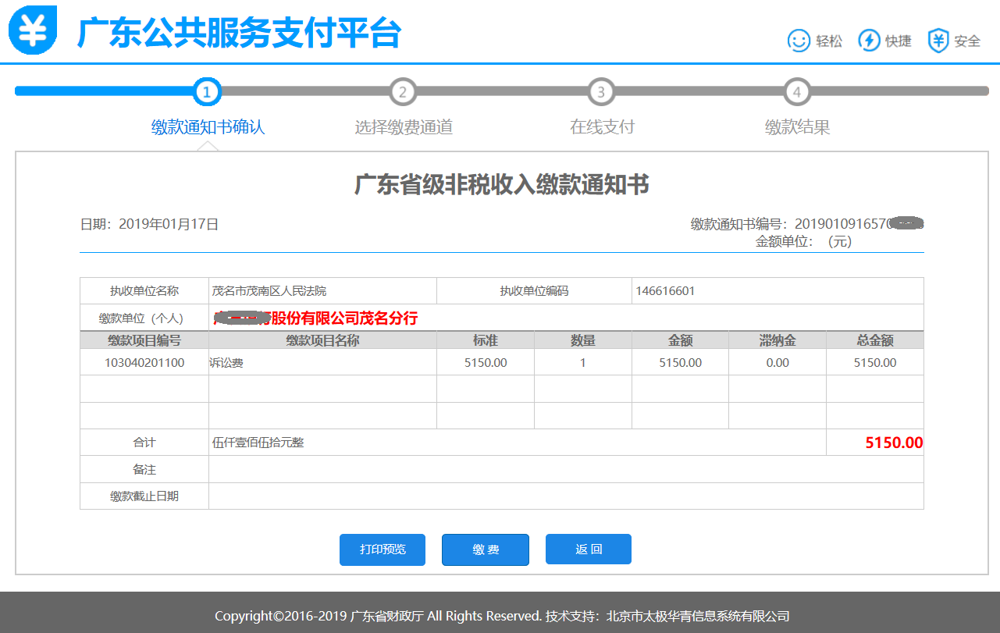 广东公共服务支付平台
轻松 快捷 安全
1 2 3 4
缴款通知书确认 选择缴费通道 在线支付 缴款结果
广东省级非税收入缴款通知书
日期：2019年01月17日 缴款通知书编号：2019010916570
金额单位：（元）
执收单位名称 茂名市茂南区人民法院 执收单位编码 146616601
缴款单位（个人） 股份有限公司茂名分行
缴款项目编号 缴款项目名称 标准 数量 金额 滞纳金 总金额
103040201100 诉讼费 5150.00 1 5150.00 0.00 5150.00
合计 伍仟壹佰伍拾元整 5150.00
备注
缴款截止日期
打印预览 缴 费 返 回
Copyright©2016-2019 广东省财政厅 All Rights Reserved. 技术支持：北京市太极华青信息系统有限公司